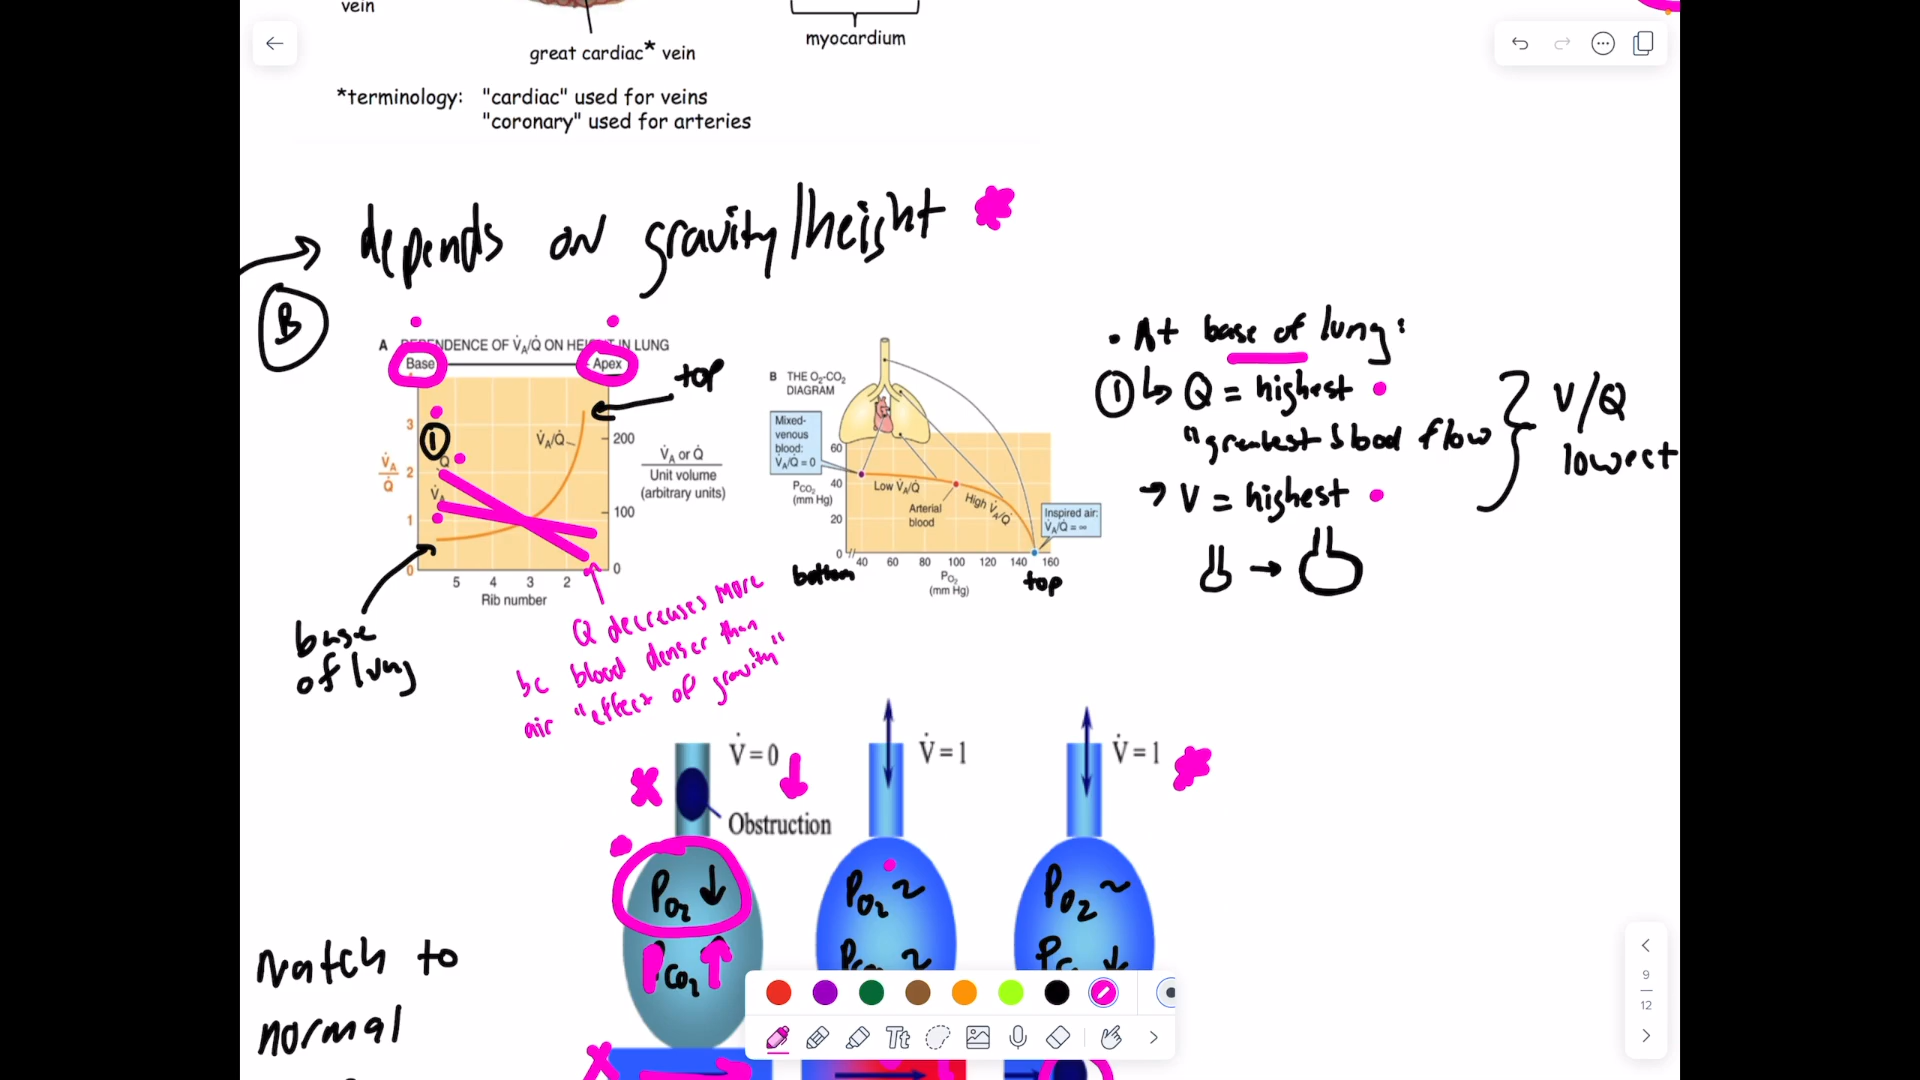 vein
great cardiac* vein
myocardium
*terminology: "cardiac" used for veins
"coronary" used for arteries
depends on gravity/height
B
A DEPENDENCE OF V̇A/Q̇ ON HEIGHT IN LUNG
Base
Apex
top
3
2
1
0
V̇A
Q̇
1
Q̇
V̇A
V̇A/Q̇
200
100
0
V̇A or Q̇
Unit volume
(arbitrary units)
5 4 3 2
Rib number
base
of lung
Q decreases more
bc blood denser than
air "effect of gravity"
B THE O2-CO2
DIAGRAM
Mixed-
venous
blood:
V̇A/Q̇ = 0
PCO2
(mm Hg)
60
40
20
0
Low V̇A/Q̇
Arterial
blood
High V̇A/Q̇
Inspired air:
V̇A/Q̇ = ∞
40 60 80 100 120 140 160
PO2
(mm Hg)
bottom
top
• At base of lung:
① ↳ Q = highest
"greatest blood flow
→ V = highest
V/Q
lowest
V̇ = 0 ↓
Obstruction
V̇ = 1
V̇ = 1
PO2 ↓
PCO2 ↑
PO2 ~
PCO2 ~
PO2 ~
match to
normal
Tt
9
12